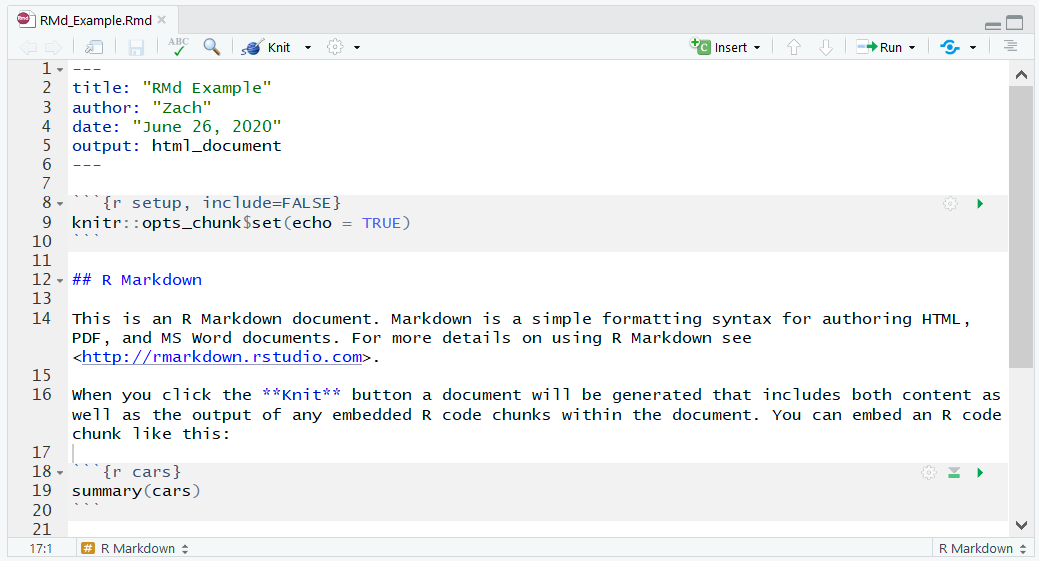 Rmd RMd_Example.Rmd
ABC Knit Insert Run
1 ---
2 title: "RMd Example"
3 author: "Zach"
4 date: "June 26, 2020"
5 output: html_document
6 ---
7
8 ```{r setup, include=FALSE}
9 knitr::opts_chunk$set(echo = TRUE)
10 ```
11
12 ## R Markdown
13
14 This is an R Markdown document. Markdown is a simple formatting syntax for authoring HTML,
PDF, and MS Word documents. For more details on using R Markdown see
<http://rmarkdown.rstudio.com>.
15
16 When you click the **Knit** button a document will be generated that includes both content as
well as the output of any embedded R code chunks within the document. You can embed an R code
chunk like this:
17
18 ```{r cars}
19 summary(cars)
20 ```
21
17:1 # R Markdown R Markdown